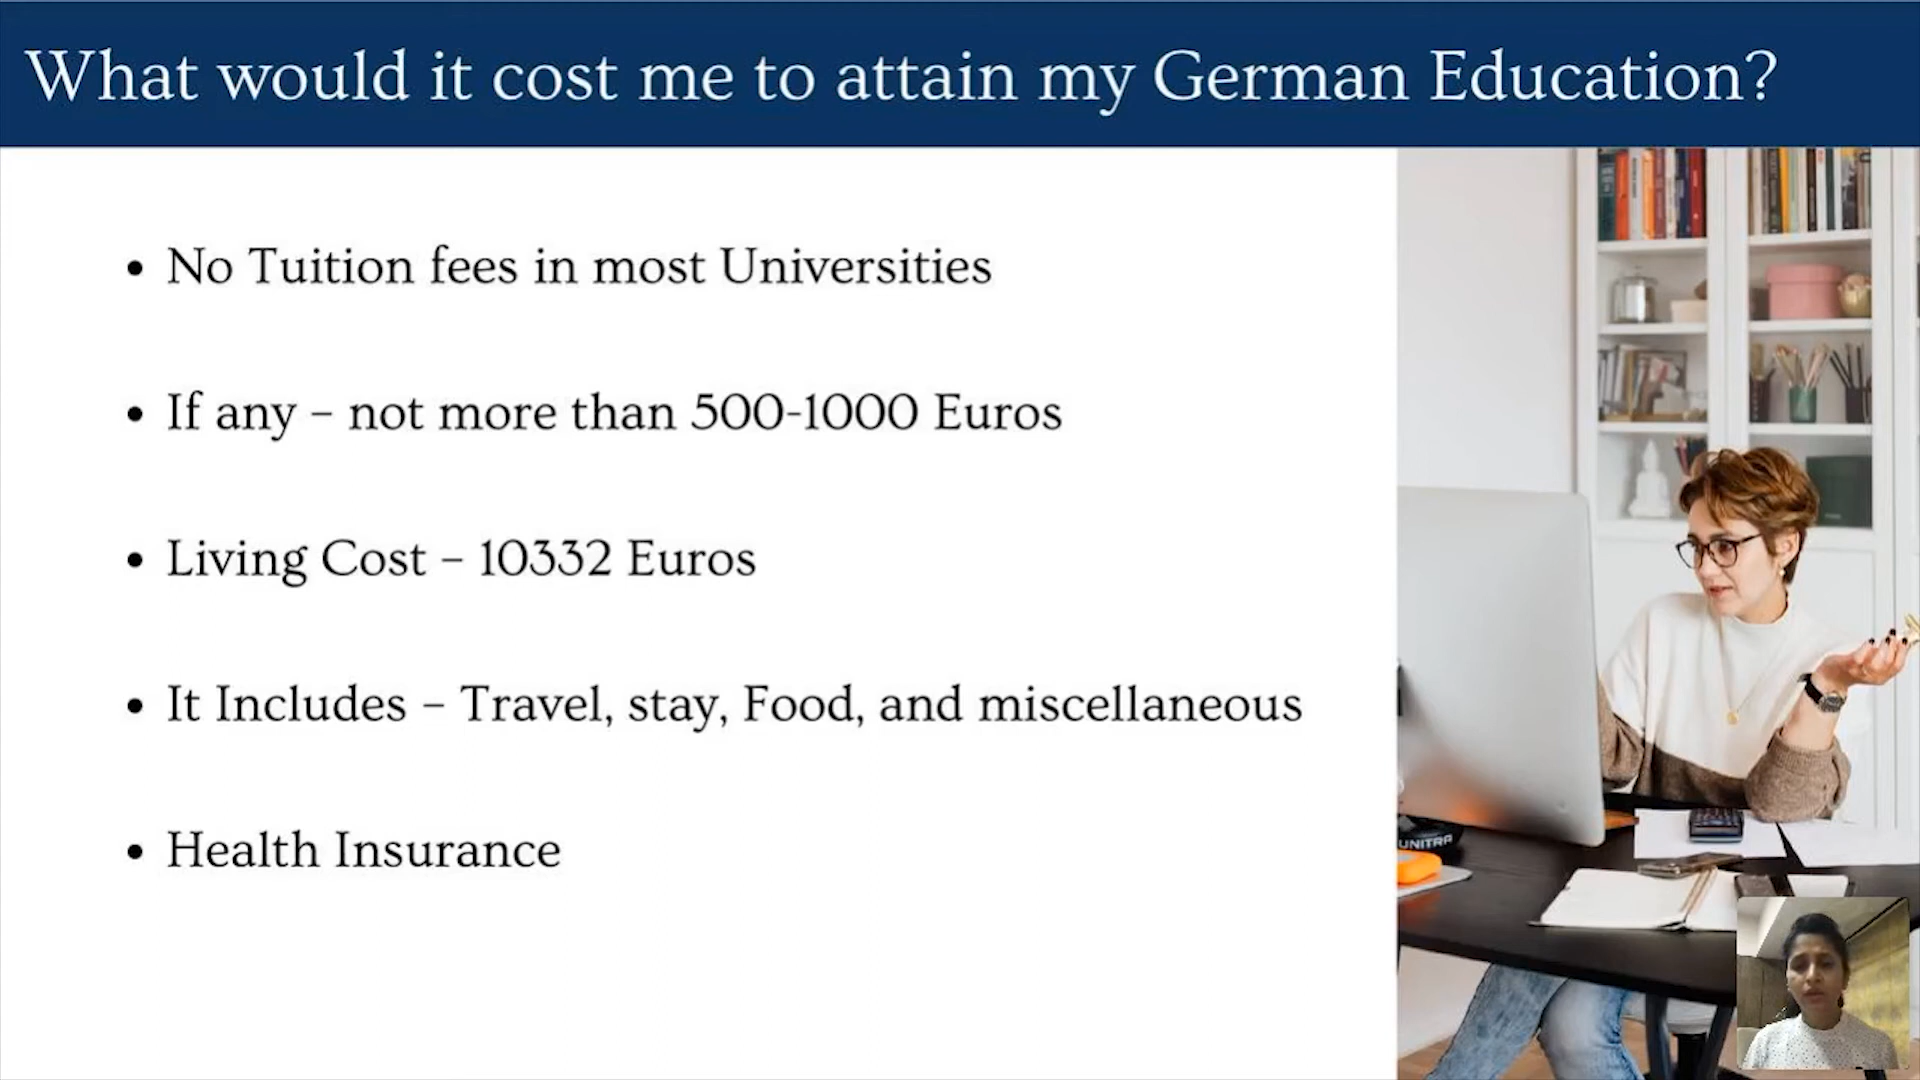 What would it cost me to attain my German Education?
• No Tuition fees in most Universities
• If any – not more than 500-1000 Euros
• Living Cost – 10332 Euros
• It Includes – Travel, stay, Food, and miscellaneous
• Health Insurance
UNITRA